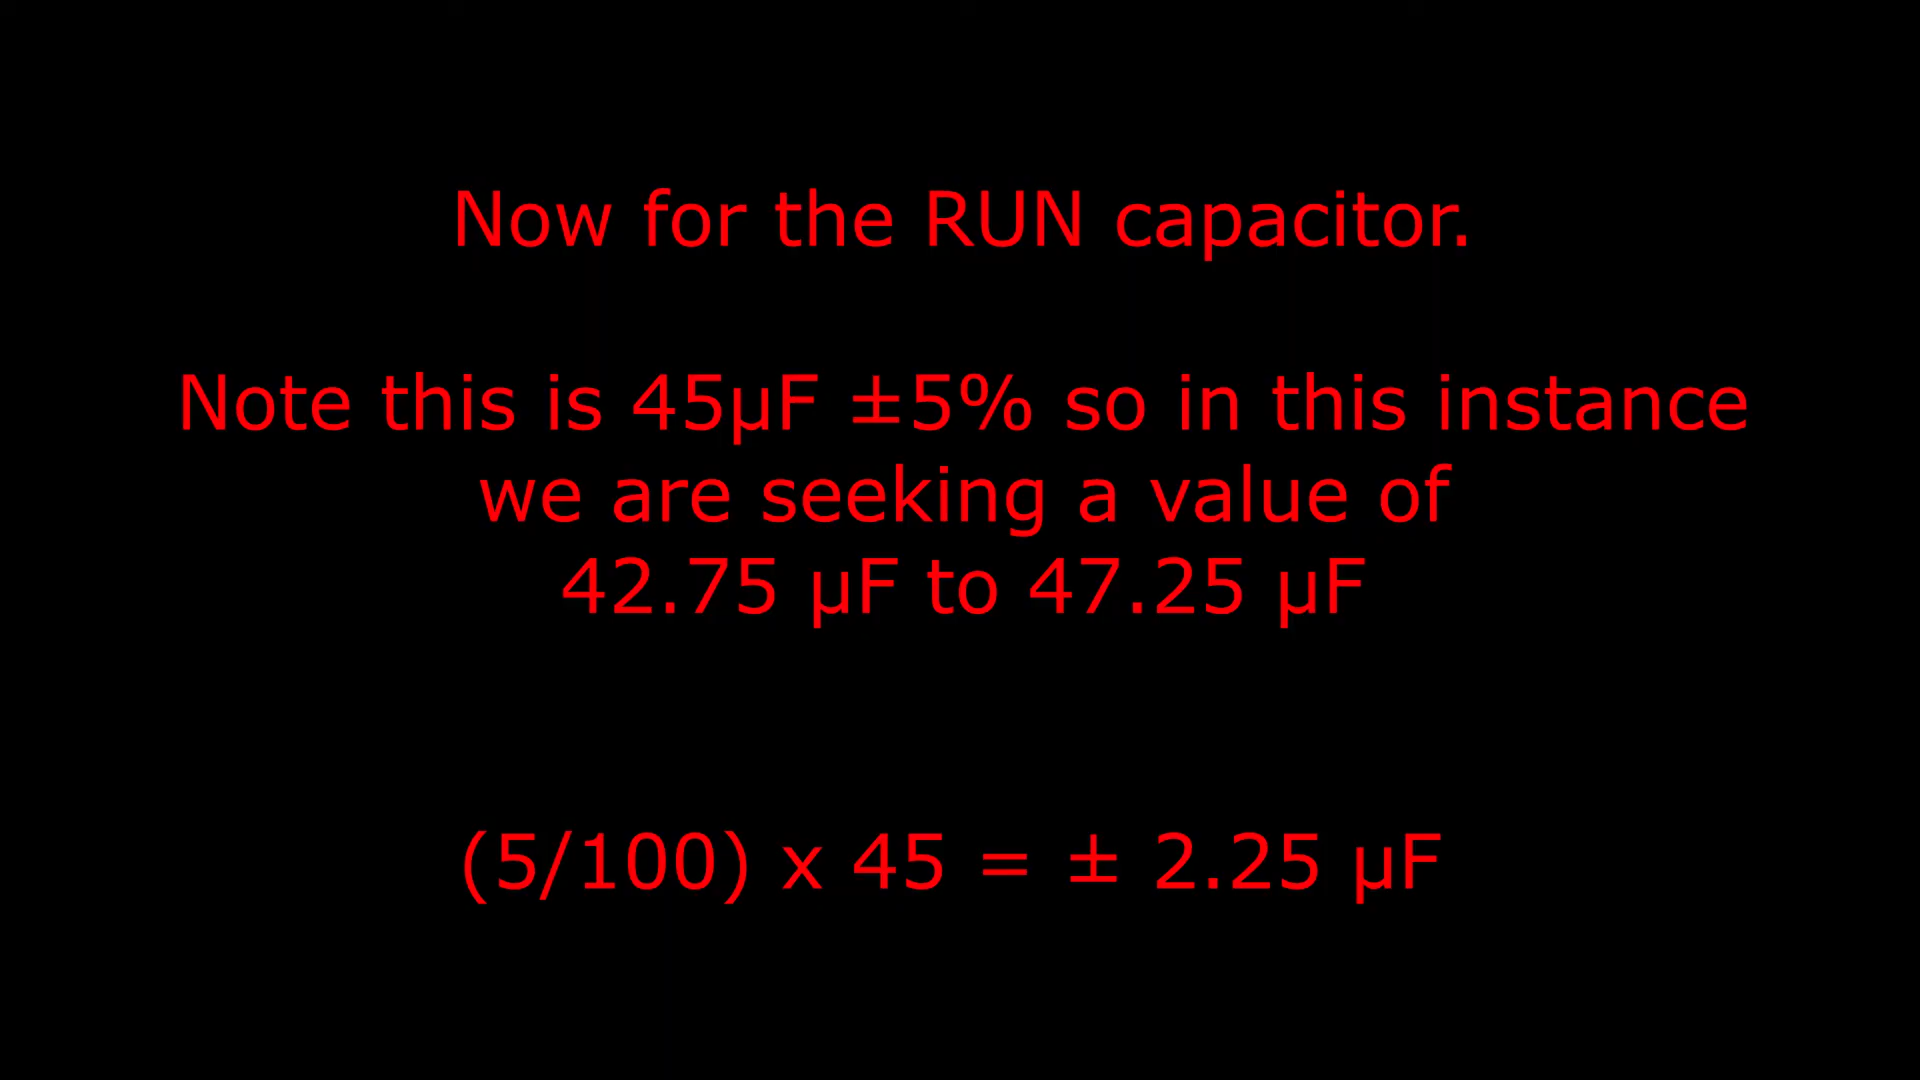 Now for the RUN capacitor.
Note this is 45µF ±5% so in this instance
we are seeking a value of
42.75 µF to 47.25 µF
(5/100) x 45 = ± 2.25 µF